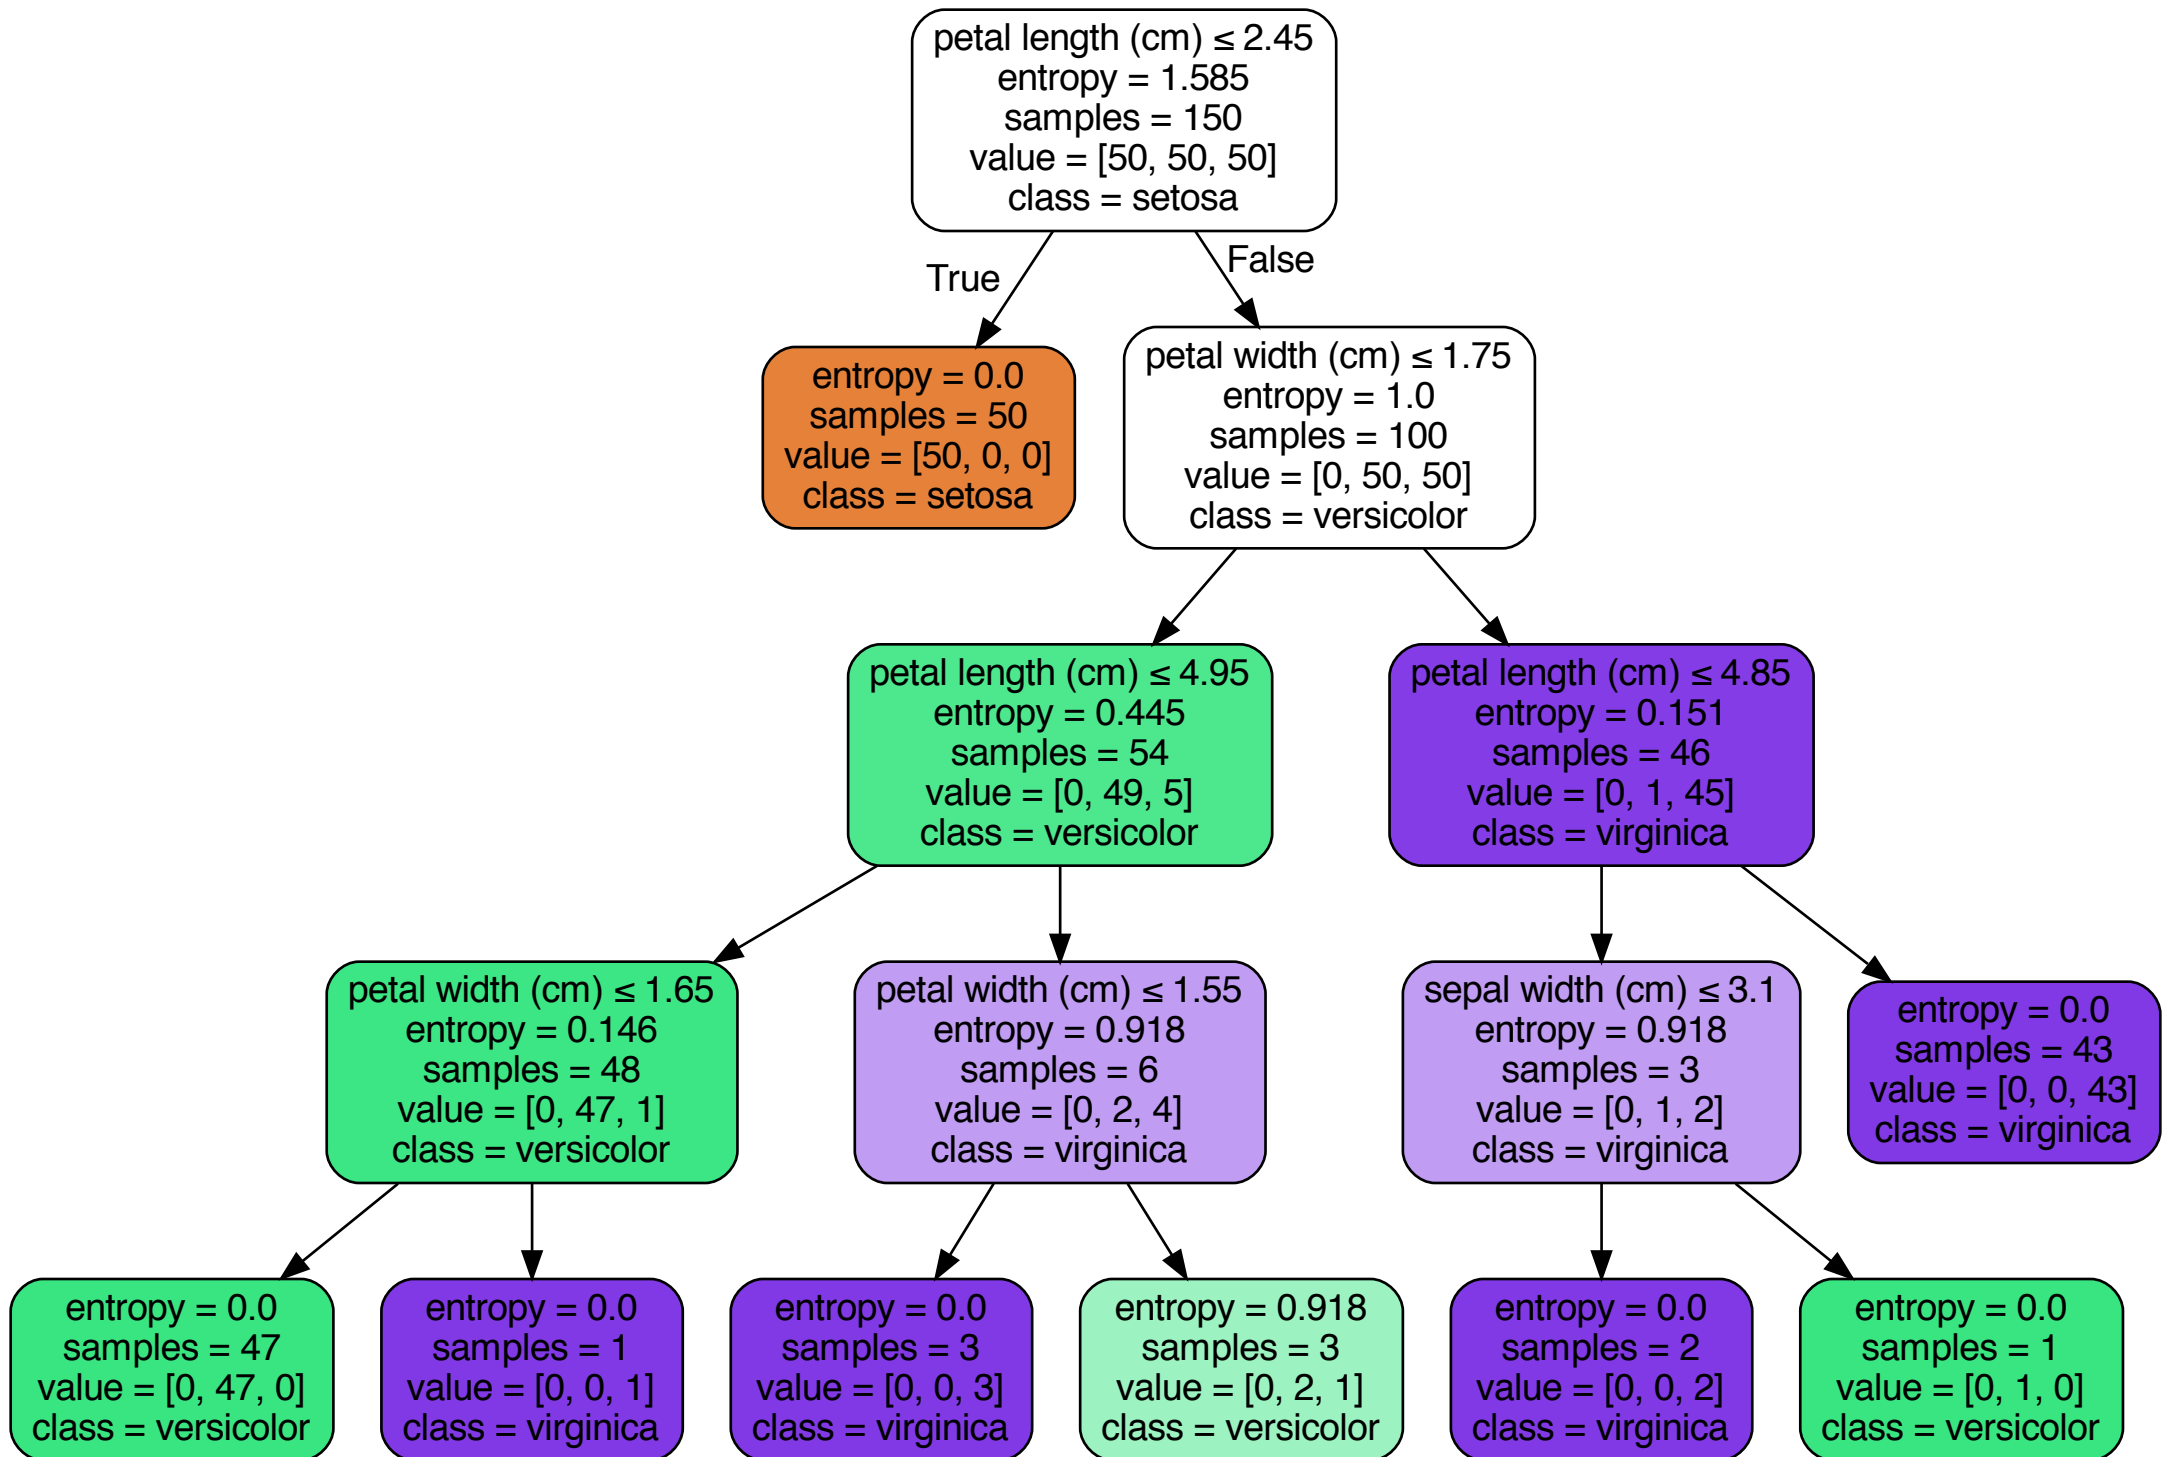 petal length (cm) ≤ 2.45
entropy = 1.585
samples = 150
value = [50, 50, 50]
class = setosa
True
False
entropy = 0.0
samples = 50
value = [50, 0, 0]
class = setosa
petal width (cm) ≤ 1.75
entropy = 1.0
samples = 100
value = [0, 50, 50]
class = versicolor
petal length (cm) ≤ 4.95
entropy = 0.445
samples = 54
value = [0, 49, 5]
class = versicolor
petal length (cm) ≤ 4.85
entropy = 0.151
samples = 46
value = [0, 1, 45]
class = virginica
petal width (cm) ≤ 1.65
entropy = 0.146
samples = 48
value = [0, 47, 1]
class = versicolor
petal width (cm) ≤ 1.55
entropy = 0.918
samples = 6
value = [0, 2, 4]
class = virginica
sepal width (cm) ≤ 3.1
entropy = 0.918
samples = 3
value = [0, 1, 2]
class = virginica
entropy = 0.0
samples = 43
value = [0, 0, 43]
class = virginica
entropy = 0.0
samples = 47
value = [0, 47, 0]
class = versicolor
entropy = 0.0
samples = 1
value = [0, 0, 1]
class = virginica
entropy = 0.0
samples = 3
value = [0, 0, 3]
class = virginica
entropy = 0.918
samples = 3
value = [0, 2, 1]
class = versicolor
entropy = 0.0
samples = 2
value = [0, 0, 2]
class = virginica
entropy = 0.0
samples = 1
value = [0, 1, 0]
class = versicolor